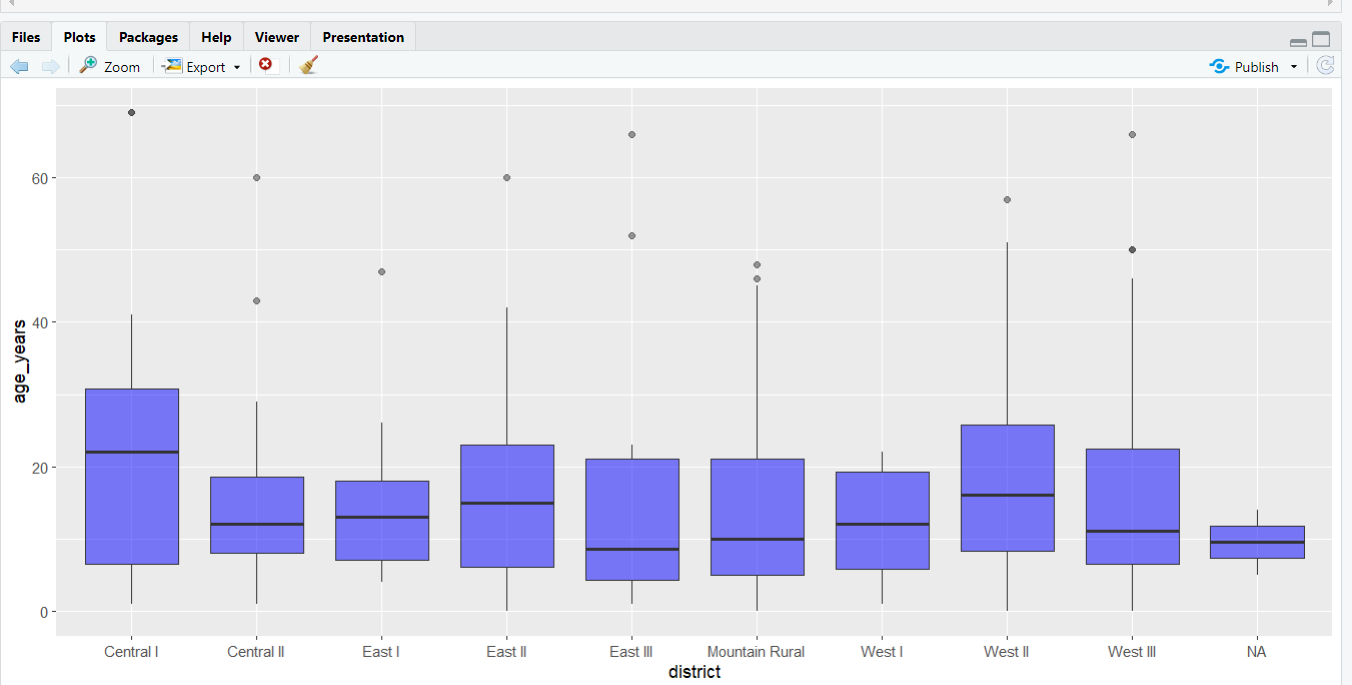 Files Plots Packages Help Viewer Presentation
Zoom Export Publish
60
40
20
0
age_years
Central I Central II East I East II East III Mountain Rural West I West II West III NA
district